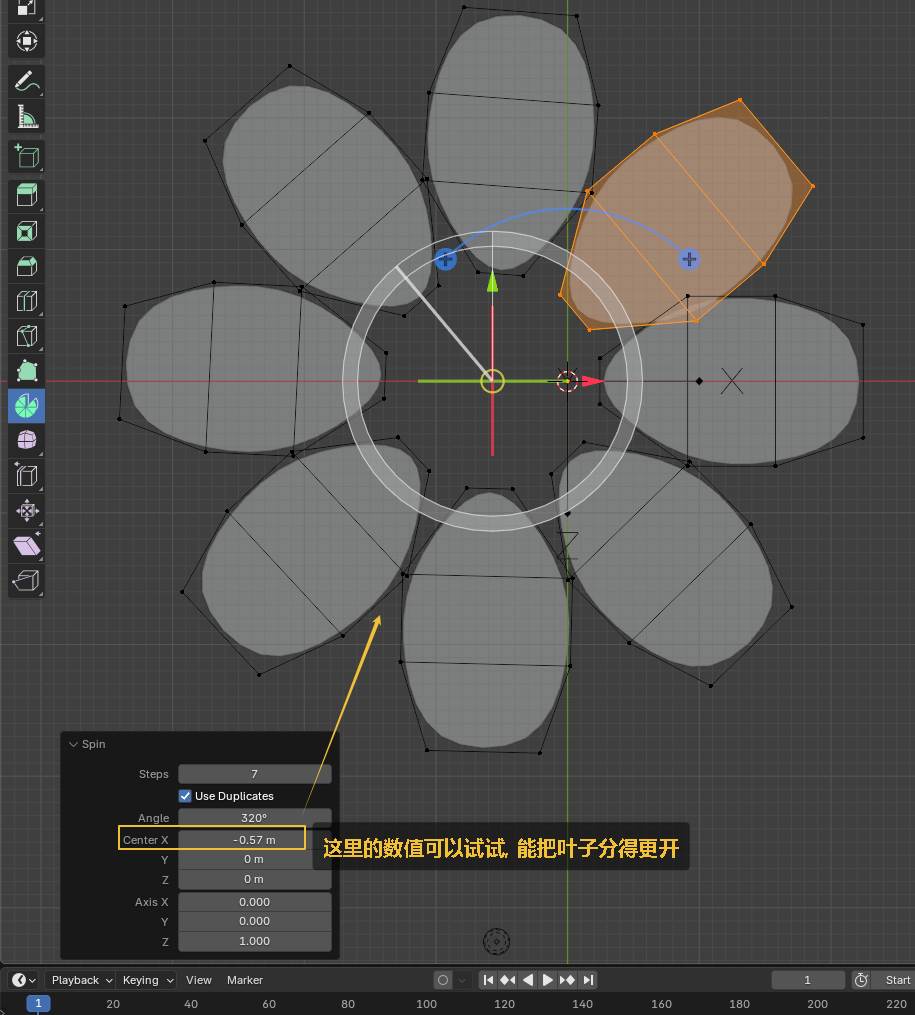 X
Z
Spin
Steps 7
Use Duplicates
Angle 320°
Center X -0.57 m
Y 0 m
Z 0 m
Axis X 0.000
Y 0.000
Z 1.000
这里的数值可以试试, 能把叶子分得更开
Playback Keying View Marker 1 Start
1 20 40 60 80 100 120 140 160 180 200 220